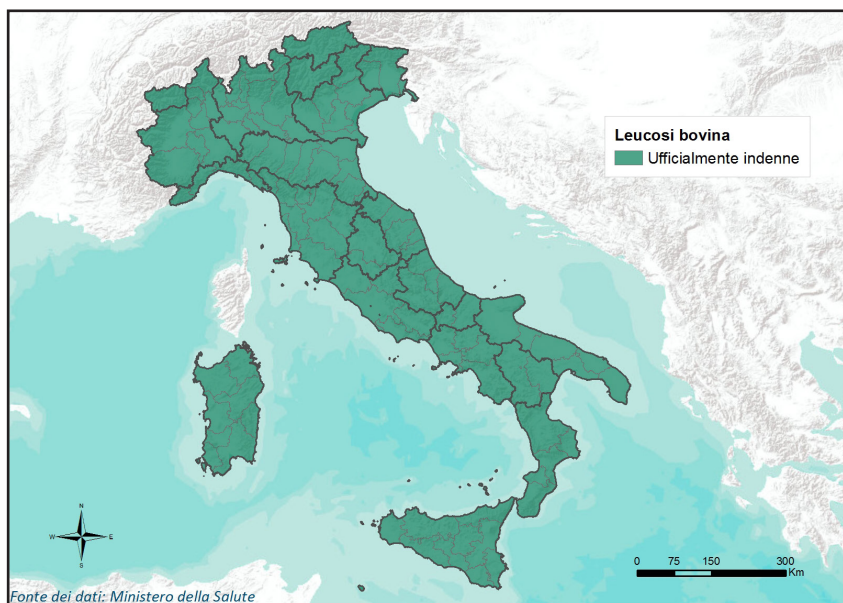 Leucosi bovina
Ufficialmente indenne
N
W E
S
0 75 150 300
Km
Fonte dei dati: Ministero della Salute